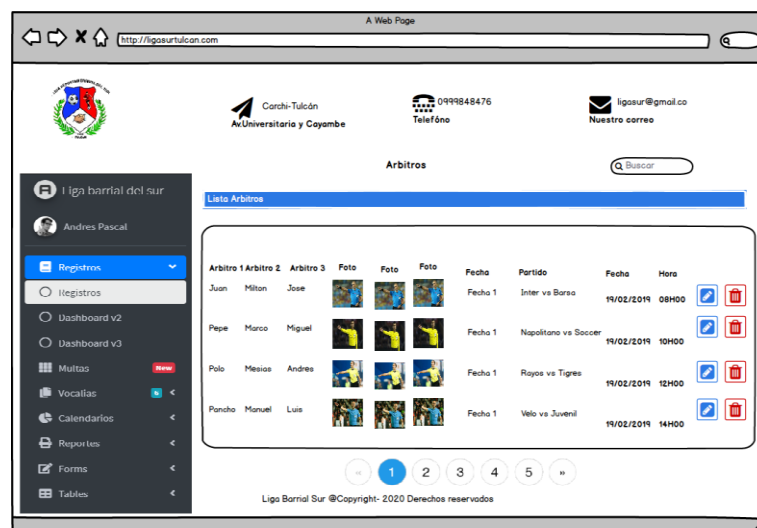 A Web Page
http://ligasurtulcan.com
Carchi-Tulcán
Av.Universitaria y Cayambe
0999848476
Telefóno
ligasur@gmail.co
Nuestro correo
Arbitros
Buscar
Liga barrial del sur
Andres Pascal
Registros
Registros
Dashboard v2
Dashboard v3
Multas New
Vocalias
Calendarios
Reportes
Forms
Tables
Lista Arbitros
Arbitro 1 Arbitro 2 Arbitro 3 Foto Foto Foto Fecha Partido Fecha Hora
Juan Milton Jose Fecha 1 Inter vs Barsa 19/02/2019 08H00
Pepe Marco Miguel Fecha 1 Napolitano vs Soccer 19/02/2019 10H00
Polo Mesias Andres Fecha 1 Rayos vs Tigres 19/02/2019 12H00
Pancho Manuel Luis Fecha 1 Velo vs Juvenil 19/02/2019 14H00
« 1 2 3 4 5 »
Liga Barrial Sur @Copyright- 2020 Derechos reservados